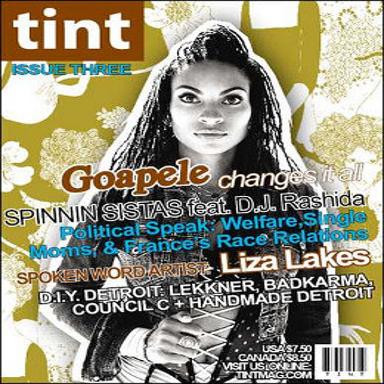 tint
ISSUE THREE
Goapele changes it all
SPINNIN SISTAS feat. D.J. Rashida
Political Speak: Welfare,Single
Moms, & France's Race Relations
SPOKEN WORD ARTIST: Liza Lakes
D.I.Y. DETROIT: LEKKNER, BADKARMA,
COUNCIL C + HANDMADE DETROIT
USA $7.50
CANADA $8.50
VISIT US ONLINE:
TINTMAG.COM
T I N T